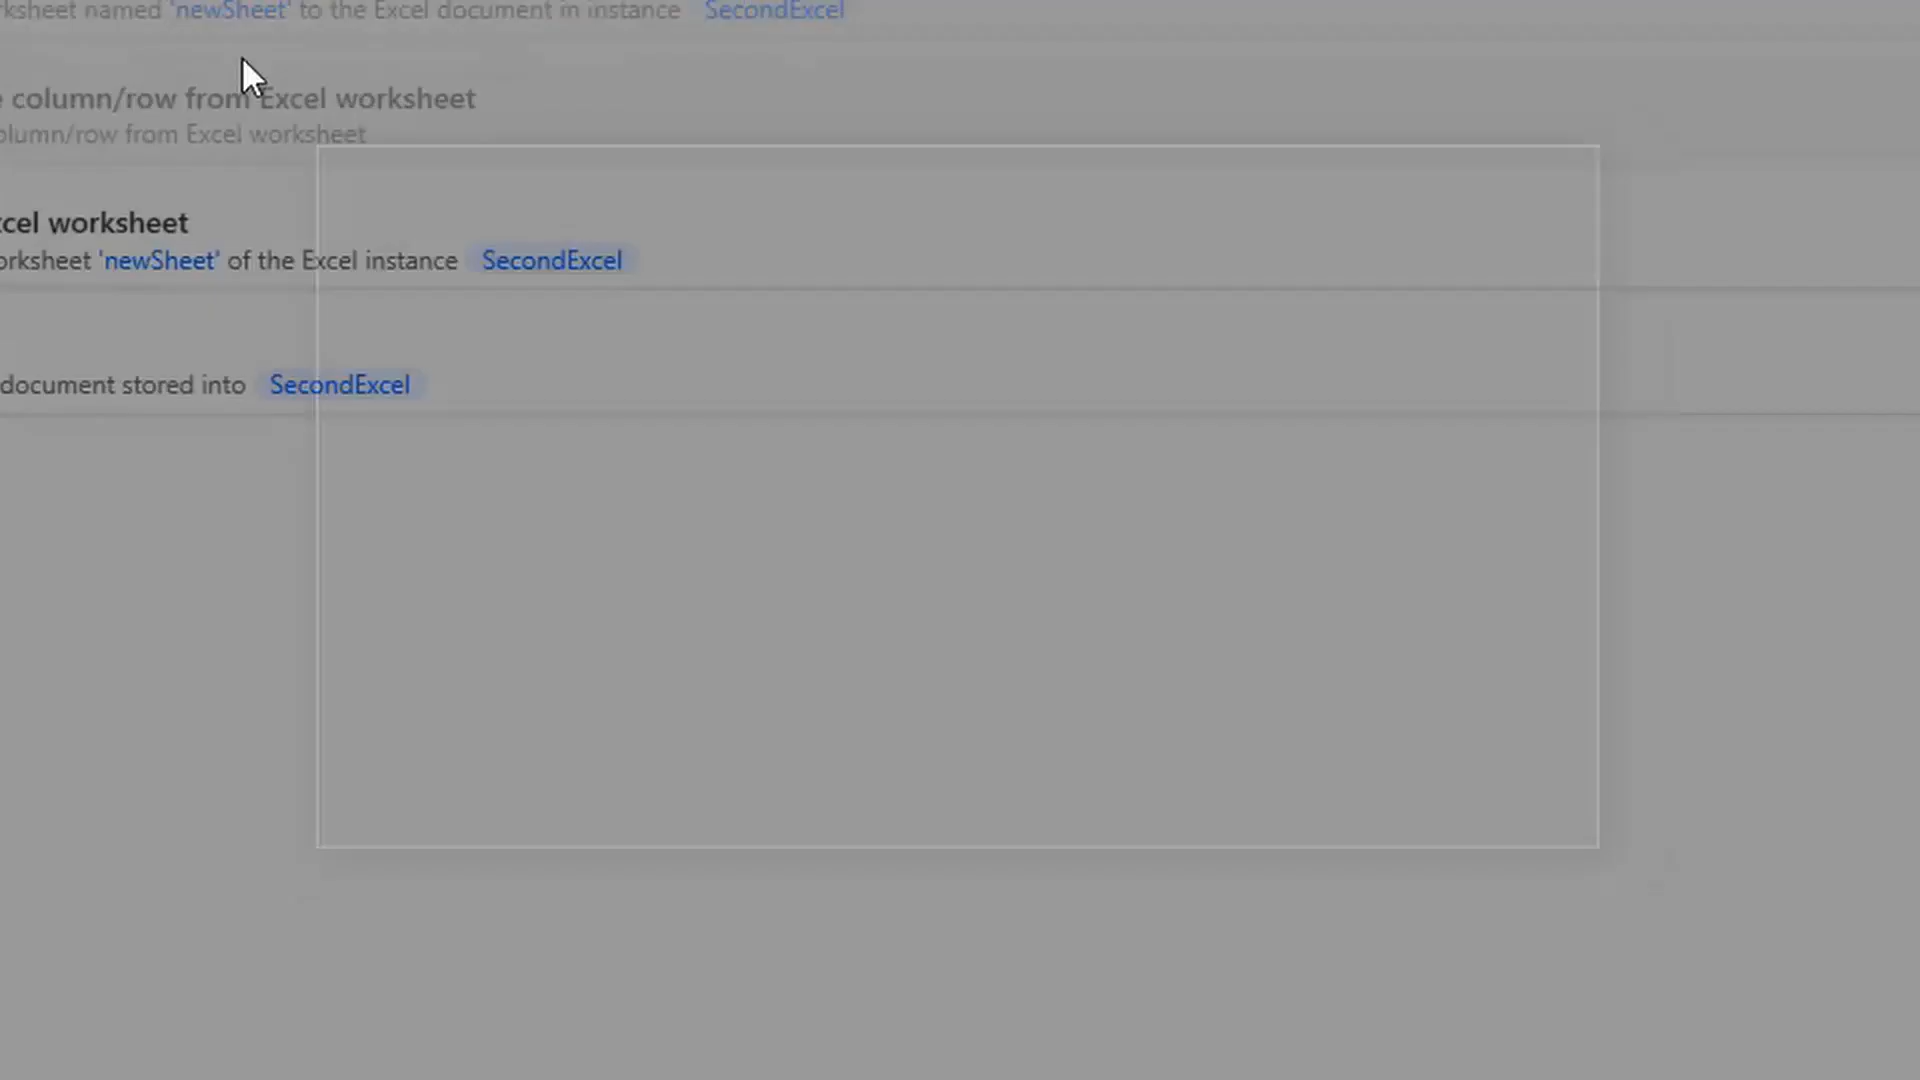 ksheet named 'newSheet' to the Excel document in instance SecondExcel
column/row from Excel worksheet
olumn/row from Excel worksheet
cel worksheet
orksheet 'newSheet' of the Excel instance SecondExcel
document stored into SecondExcel